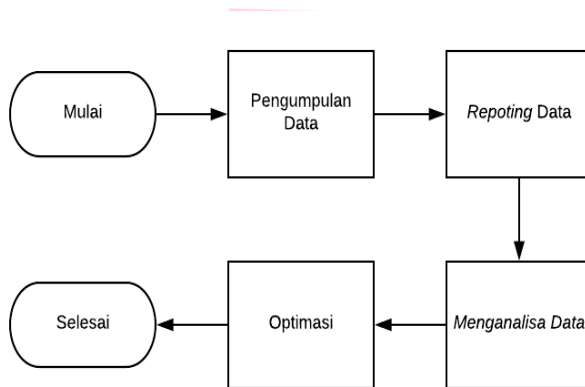 Mulai
Pengumpulan
Data
Repoting Data
Menganalisa Data
Optimasi
Selesai